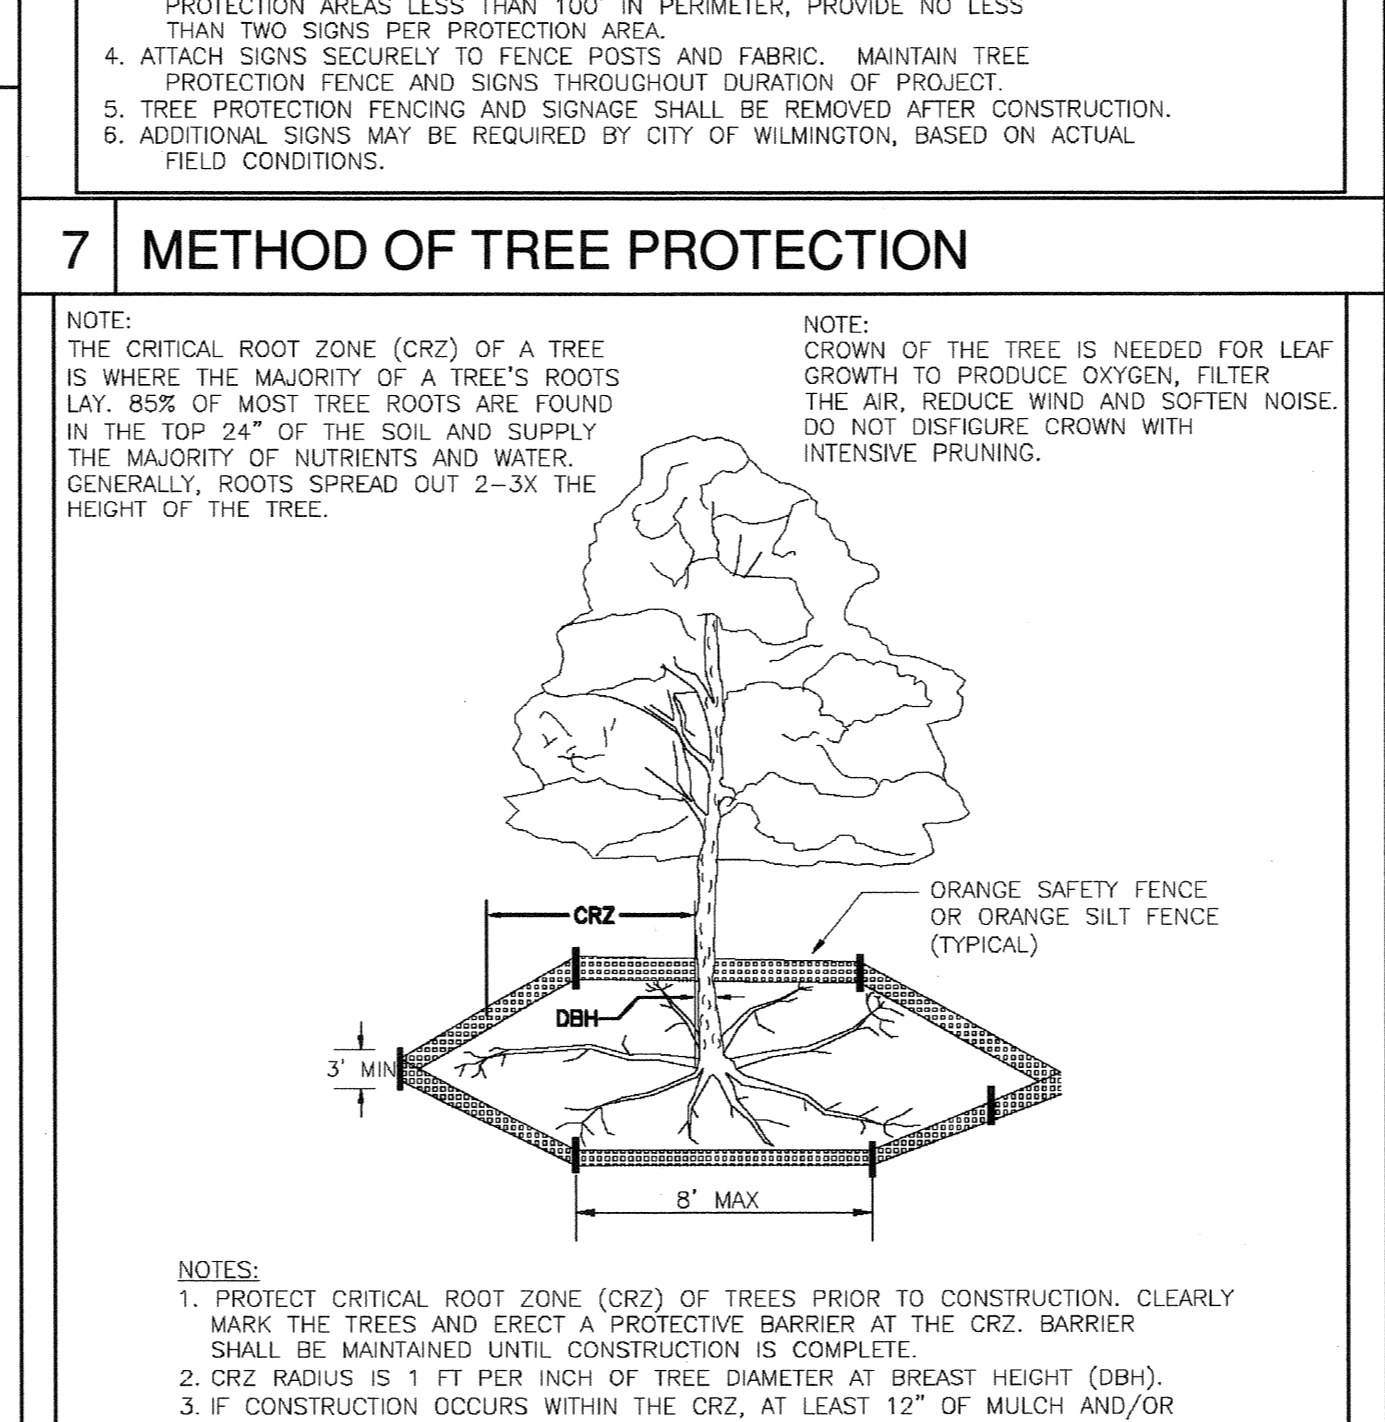 PROTECTION AREAS LESS THAN 100' IN PERIMETER, PROVIDE NO LESS
THAN TWO SIGNS PER PROTECTION AREA.
4. ATTACH SIGNS SECURELY TO FENCE POSTS AND FABRIC. MAINTAIN TREE
PROTECTION FENCE AND SIGNS THROUGHOUT DURATION OF PROJECT.
5. TREE PROTECTION FENCING AND SIGNAGE SHALL BE REMOVED AFTER CONSTRUCTION.
6. ADDITIONAL SIGNS MAY BE REQUIRED BY CITY OF WILMINGTON, BASED ON ACTUAL
FIELD CONDITIONS.
7 METHOD OF TREE PROTECTION
NOTE:
THE CRITICAL ROOT ZONE (CRZ) OF A TREE
IS WHERE THE MAJORITY OF A TREE'S ROOTS
LAY. 85% OF MOST TREE ROOTS ARE FOUND
IN THE TOP 24" OF THE SOIL AND SUPPLY
THE MAJORITY OF NUTRIENTS AND WATER.
GENERALLY, ROOTS SPREAD OUT 2-3X THE
HEIGHT OF THE TREE.
NOTE:
CROWN OF THE TREE IS NEEDED FOR LEAF
GROWTH TO PRODUCE OXYGEN, FILTER
THE AIR, REDUCE WIND AND SOFTEN NOISE.
DO NOT DISFIGURE CROWN WITH
INTENSIVE PRUNING.
ORANGE SAFETY FENCE
OR ORANGE SILT FENCE
(TYPICAL)
CRZ
DBH
3' MIN
8' MAX
NOTES:
1. PROTECT CRITICAL ROOT ZONE (CRZ) OF TREES PRIOR TO CONSTRUCTION. CLEARLY
MARK THE TREES AND ERECT A PROTECTIVE BARRIER AT THE CRZ. BARRIER
SHALL BE MAINTAINED UNTIL CONSTRUCTION IS COMPLETE.
2. CRZ RADIUS IS 1 FT PER INCH OF TREE DIAMETER AT BREAST HEIGHT (DBH).
3. IF CONSTRUCTION OCCURS WITHIN THE CRZ, AT LEAST 12" OF MULCH AND/OR